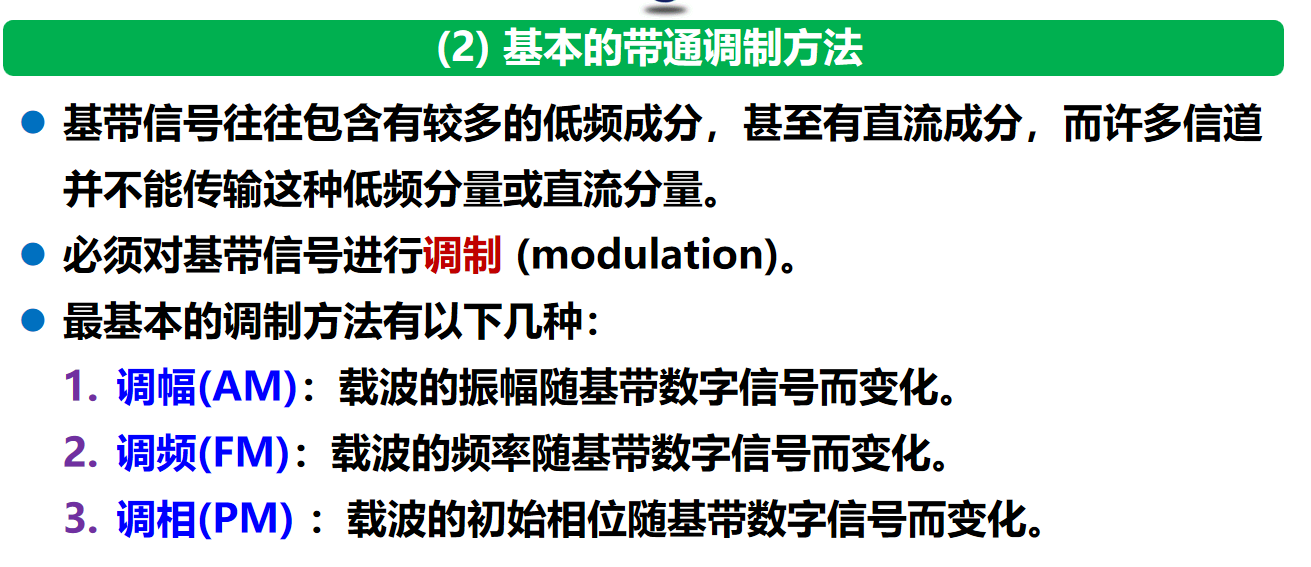 (2) 基本的带通调制方法
基带信号往往包含有较多的低频成分，甚至有直流成分，而许多信道
并不能传输这种低频分量或直流分量。
必须对基带信号进行调制 (modulation)。
最基本的调制方法有以下几种：
1. 调幅(AM)：载波的振幅随基带数字信号而变化。
2. 调频(FM)：载波的频率随基带数字信号而变化。
3. 调相(PM) ：载波的初始相位随基带数字信号而变化。